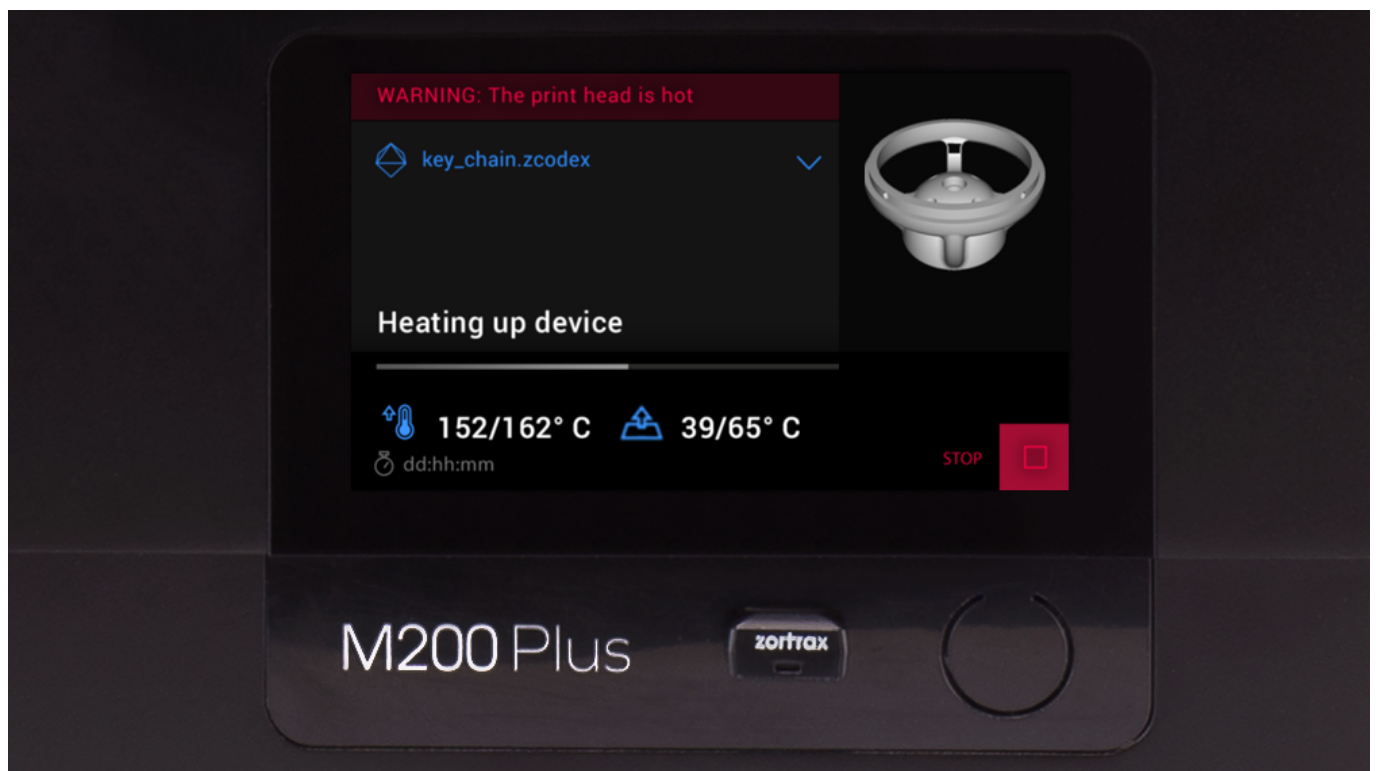 WARNING: The print head is hot
key_chain.zcodex
Heating up device
152/162° C 39/65° C
dd:hh:mm
STOP
M200 Plus
zortrax